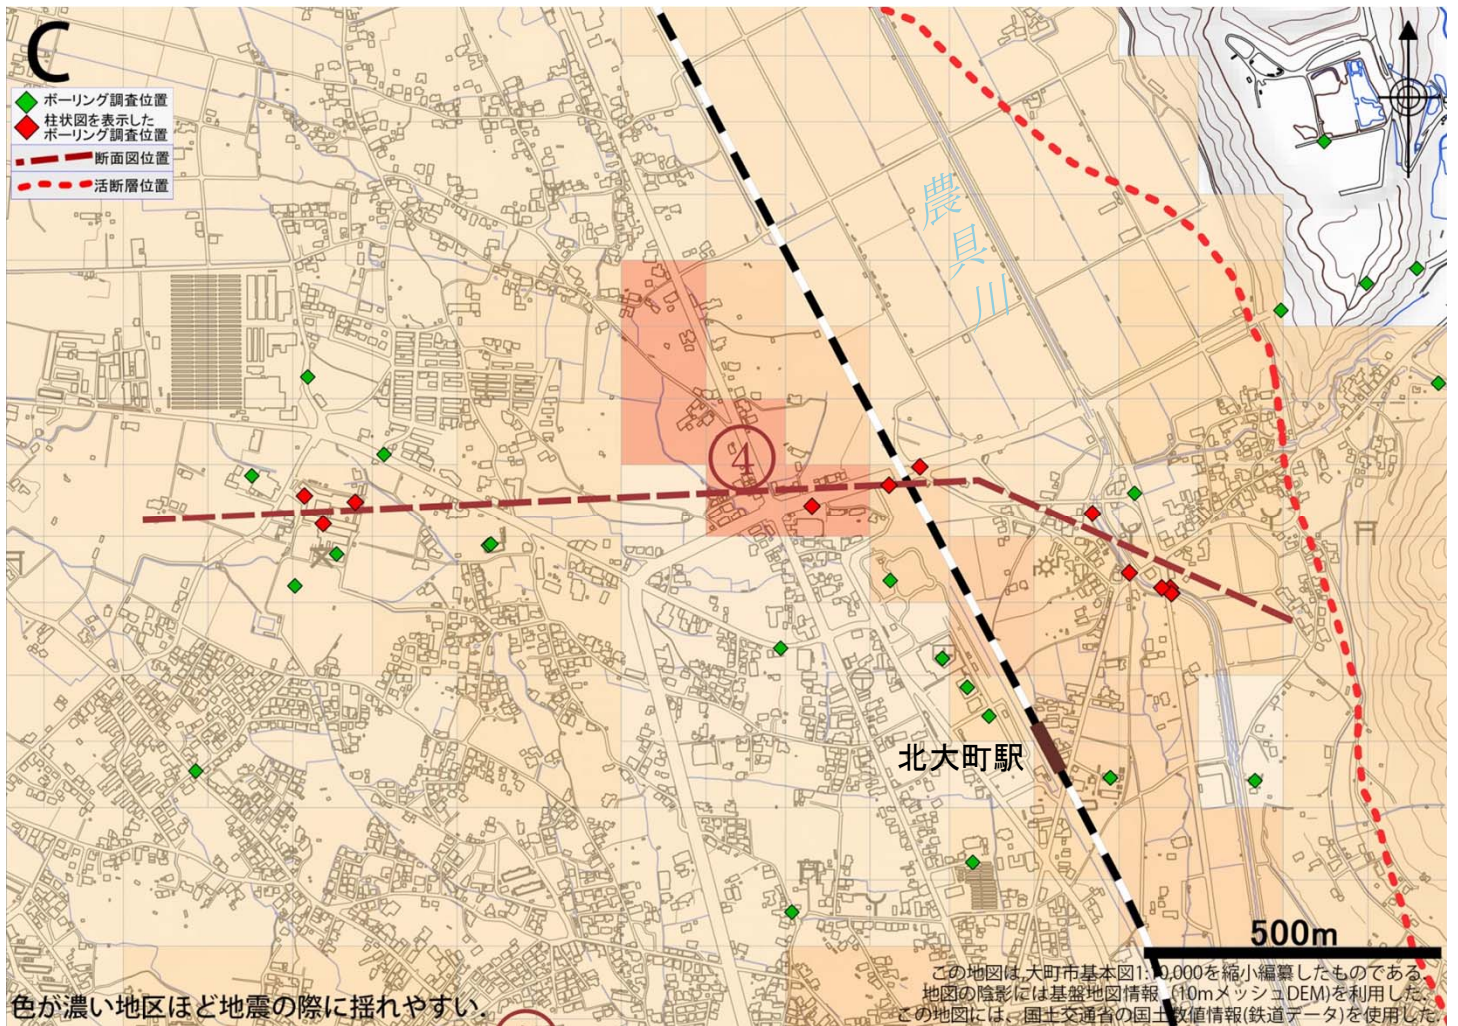 C
ボーリング調査位置
柱状図を表示した
ボーリング調査位置
断面図位置
活断層位置
農具川
4
北大町駅
500m
この地図は,大町市基本図1:10,000を縮小編纂したものである.
地図の陰影には基盤地図情報(10mメッシュDEM)を利用した.
この地図には、国土交通省の国土数値情報(鉄道データ)を使用した.
色が濃い地区ほど地震の際に揺れやすい.